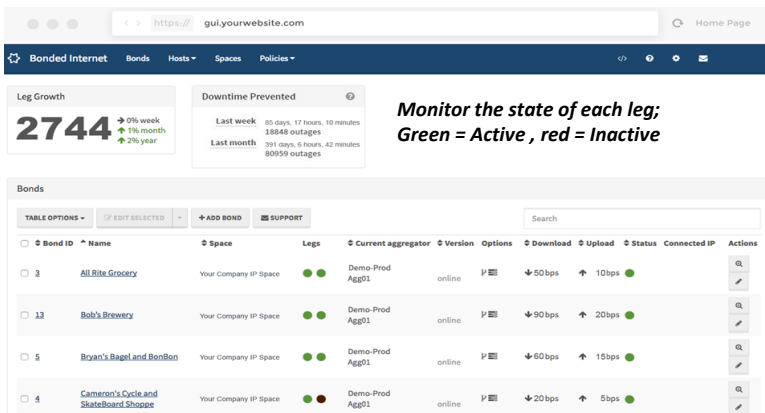 https:// gui.yourwebsite.com Home Page
Bonded Internet Bonds Hosts Spaces Policies
Leg Growth
2744
0% week
1% month
2% year
Downtime Prevented
Last week 85 days, 17 hours, 10 minutes
18848 outages
Last month 391 days, 6 hours, 42 minutes
80959 outages
Monitor the state of each leg;
Green = Active , red = Inactive
Bonds
TABLE OPTIONS EDIT SELECTED + ADD BOND SUPPORT Search
Bond ID Name Space Legs Current aggregator Version Options Download Upload Status Connected IP Actions
3 All Rite Grocery Your Company IP Space Demo-Prod Agg01 online 50bps 10bps
13 Bob's Brewery Your Company IP Space Demo-Prod Agg01 online 90bps 20bps
5 Bryan's Bagel and BonBon Your Company IP Space Demo-Prod Agg01 online 60bps 15bps
4 Cameron's Cycle and SkateBoard Shoppe Your Company IP Space Demo-Prod Agg01 online 20bps 5bps